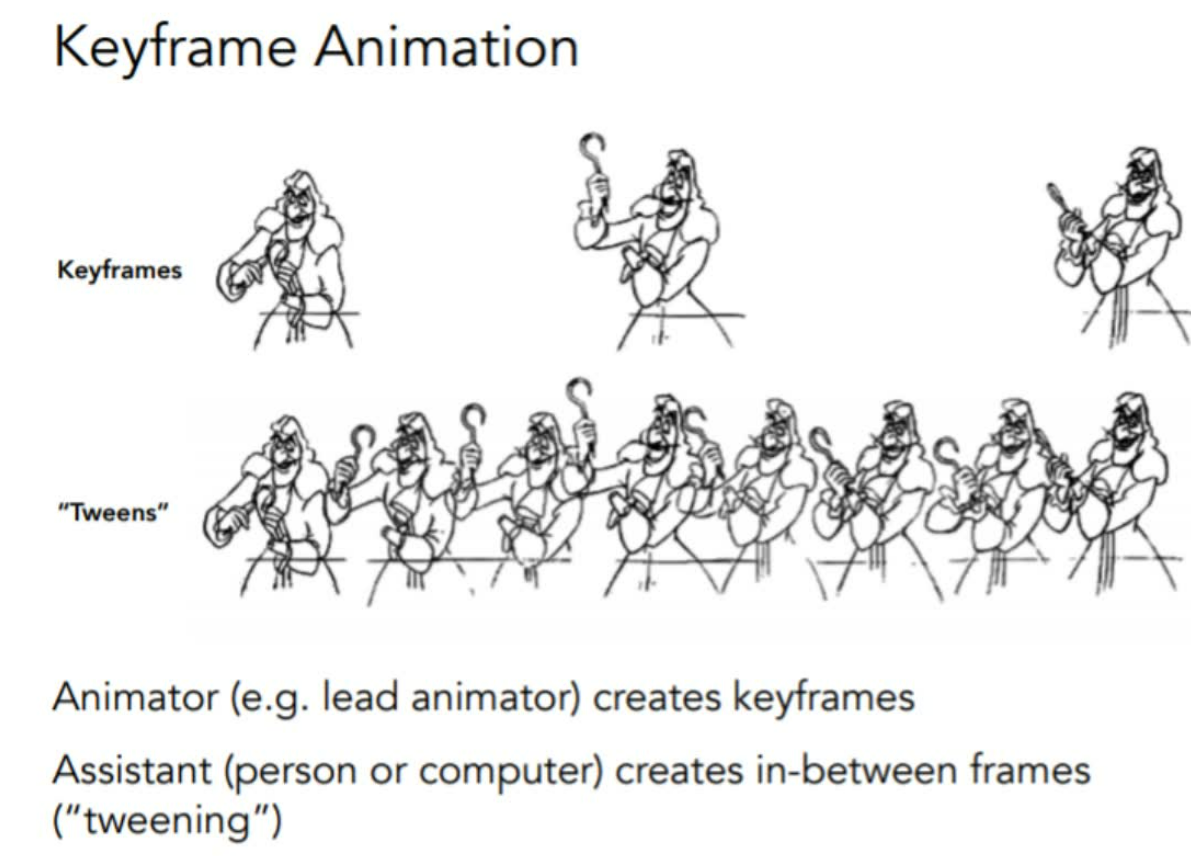 Keyframe Animation
Keyframes
"Tweens"
Animator (e.g. lead animator) creates keyframes
Assistant (person or computer) creates in-between frames
("tweening")